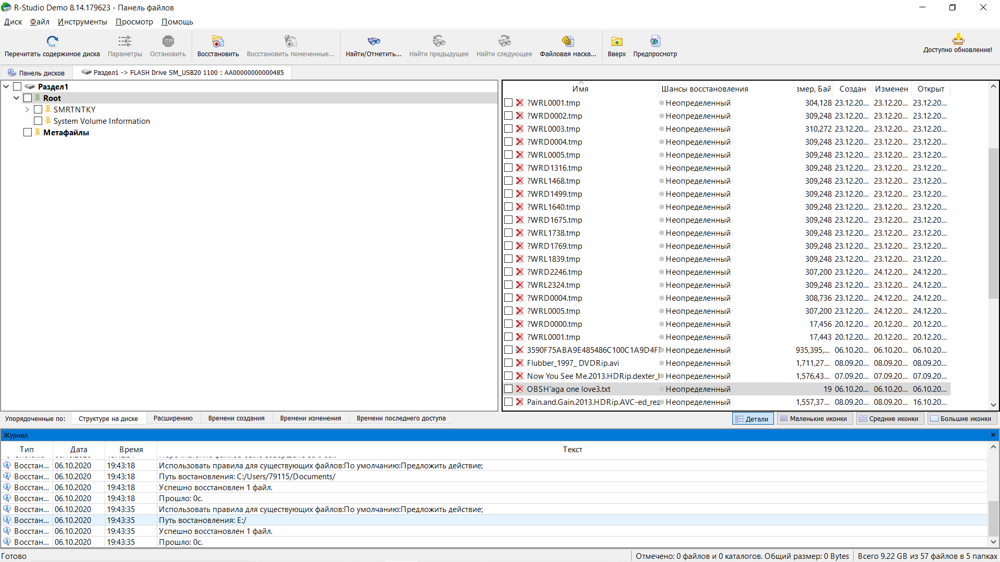 R-Studio Demo 8.14.179623 - Панель файлов
Диск Файл Инструменты Просмотр Помощь
Перечитать содержимое диска Параметры Остановить Восстановить Восстановить помеченные... Найти/Отметить... Найти предыдущее Найти следующее Файловая маска... Вверх Предпросмотр Доступно обновление!
Панель дисков Раздел1 -> FLASH Drive SM_USB20 1100 : AA00000000000485
Раздел1
Root
SMRTNTKY
System Volume Information
Метафайлы
Имя Шансы восстановления змер, Бай Создан Изменен Открыт
?WRL0001.tmp Неопределенный 304,128 23.12.20... 23.12.20... 23.12.20...
?WRD0002.tmp Неопределенный 309,248 23.12.20... 23.12.20... 23.12.20...
?WRL0003.tmp Неопределенный 310,272 23.12.20... 23.12.20... 23.12.20...
?WRD0004.tmp Неопределенный 309,248 23.12.20... 23.12.20... 23.12.20...
?WRL0005.tmp Неопределенный 309,248 23.12.20... 23.12.20... 23.12.20...
?WRD1316.tmp Неопределенный 309,248 23.12.20... 23.12.20... 23.12.20...
?WRL1468.tmp Неопределенный 309,248 23.12.20... 23.12.20... 23.12.20...
?WRD1499.tmp Неопределенный 309,248 23.12.20... 23.12.20... 23.12.20...
?WRL1640.tmp Неопределенный 309,248 23.12.20... 23.12.20... 23.12.20...
?WRD1675.tmp Неопределенный 309,248 23.12.20... 23.12.20... 23.12.20...
?WRL1738.tmp Неопределенный 309,248 23.12.20... 23.12.20... 23.12.20...
?WRD1769.tmp Неопределенный 309,248 23.12.20... 23.12.20... 23.12.20...
?WRL1839.tmp Неопределенный 309,248 23.12.20... 23.12.20... 23.12.20...
?WRD2246.tmp Неопределенный 307,200 23.12.20... 24.12.20... 24.12.20...
?WRL2324.tmp Неопределенный 309,248 23.12.20... 23.12.20... 24.12.20...
?WRD0004.tmp Неопределенный 308,736 23.12.20... 24.12.20... 24.12.20...
?WRL0005.tmp Неопределенный 307,200 23.12.20... 24.12.20... 24.12.20...
?WRD0000.tmp Неопределенный 17,456 20.12.20... 20.12.20... 20.12.20...
?WRL0001.tmp Неопределенный 17,443 20.12.20... 20.12.20... 20.12.20...
3590F75ABA9E485486C100C1A9D4F Неопределенный 935,395,... 06.10.20... 06.10.20... 06.10.20...
Flubber_1997_ DVDRip.avi Неопределенный 1,711,27... 08.09.20... 08.09.20... 08.09.20...
Now You See Me.2013.HDRip.dexter_ Неопределенный 1,576,43... 07.09.20... 07.09.20... 07.09.20...
OBSH'aga one love3.txt Неопределенный 19 06.10.20... 06.10.20... 06.10.20...
Pain.and.Gain.2013.HDRip.AVC-ed_rez Неопределенный 1,557,37... 08.09.20... 08.09.20... 16.10.20...
Упорядоченные по: Структуре на диске Расширению Времени создания Времени изменения Времени последнего доступа Детали Маленькие иконки Средние иконки Большие иконки
Журнал
Тип Дата Время Текст
Восстан... 06.10.2020 19:43:18 Использовать правила для существующих файлов:По умолчанию:Предложить действие;
Восстан... 06.10.2020 19:43:18 Путь востановления: C:/Users/79115/Documents/
Восстан... 06.10.2020 19:43:18 Успешно восстановлен 1 файл.
Восстан... 06.10.2020 19:43:18 Прошло: 0с.
Восстан... 06.10.2020 19:43:35 Использовать правила для существующих файлов:По умолчанию:Предложить действие;
Восстан... 06.10.2020 19:43:35 Путь востановления: E:/
Восстан... 06.10.2020 19:43:35 Успешно восстановлен 1 файл.
Восстан... 06.10.2020 19:43:35 Прошло: 0с.
Готово Отмечено: 0 файлов и 0 каталогов. Общий размер: 0 Bytes Всего 9.22 GB из 57 файлов в 5 папках